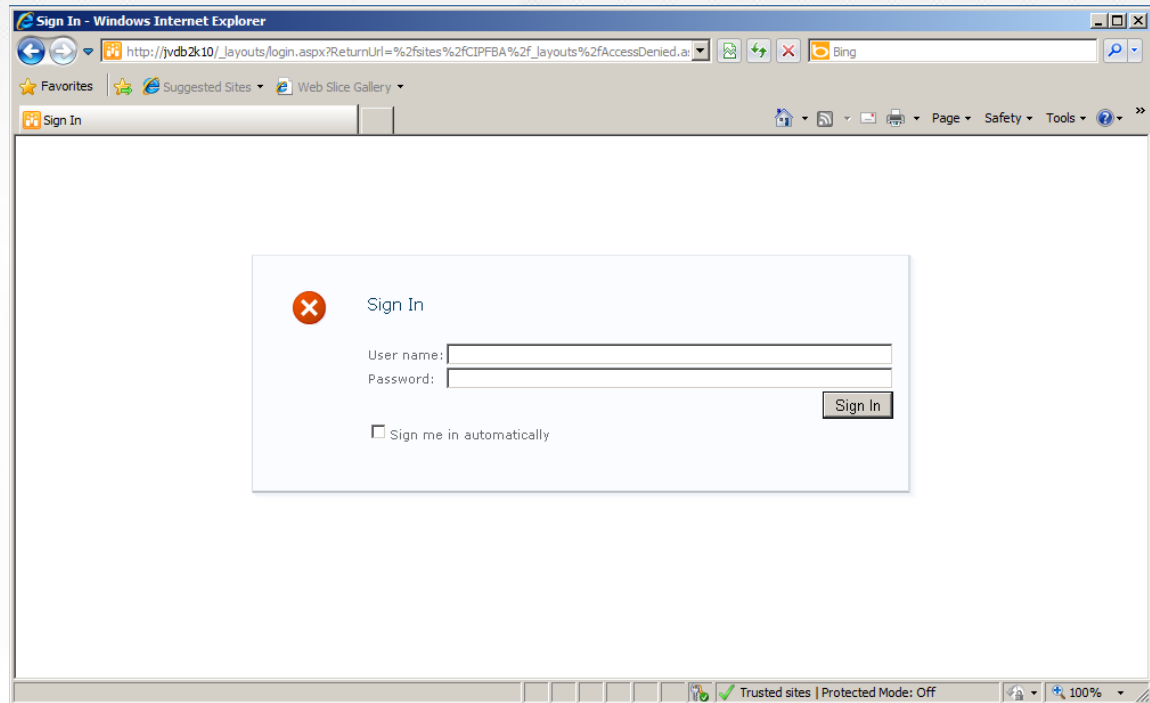 Sign In - Windows Internet Explorer
http://jvdb2k10/_layouts/login.aspx?ReturnUrl=%2fsites%2fCIPFBA%2f_layouts%2fAccessDenied.a
Bing
Favorites Suggested Sites Web Slice Gallery
Sign In Page Safety Tools »
Sign In
User name:
Password:
Sign In
Sign me in automatically
Trusted sites | Protected Mode: Off 100%